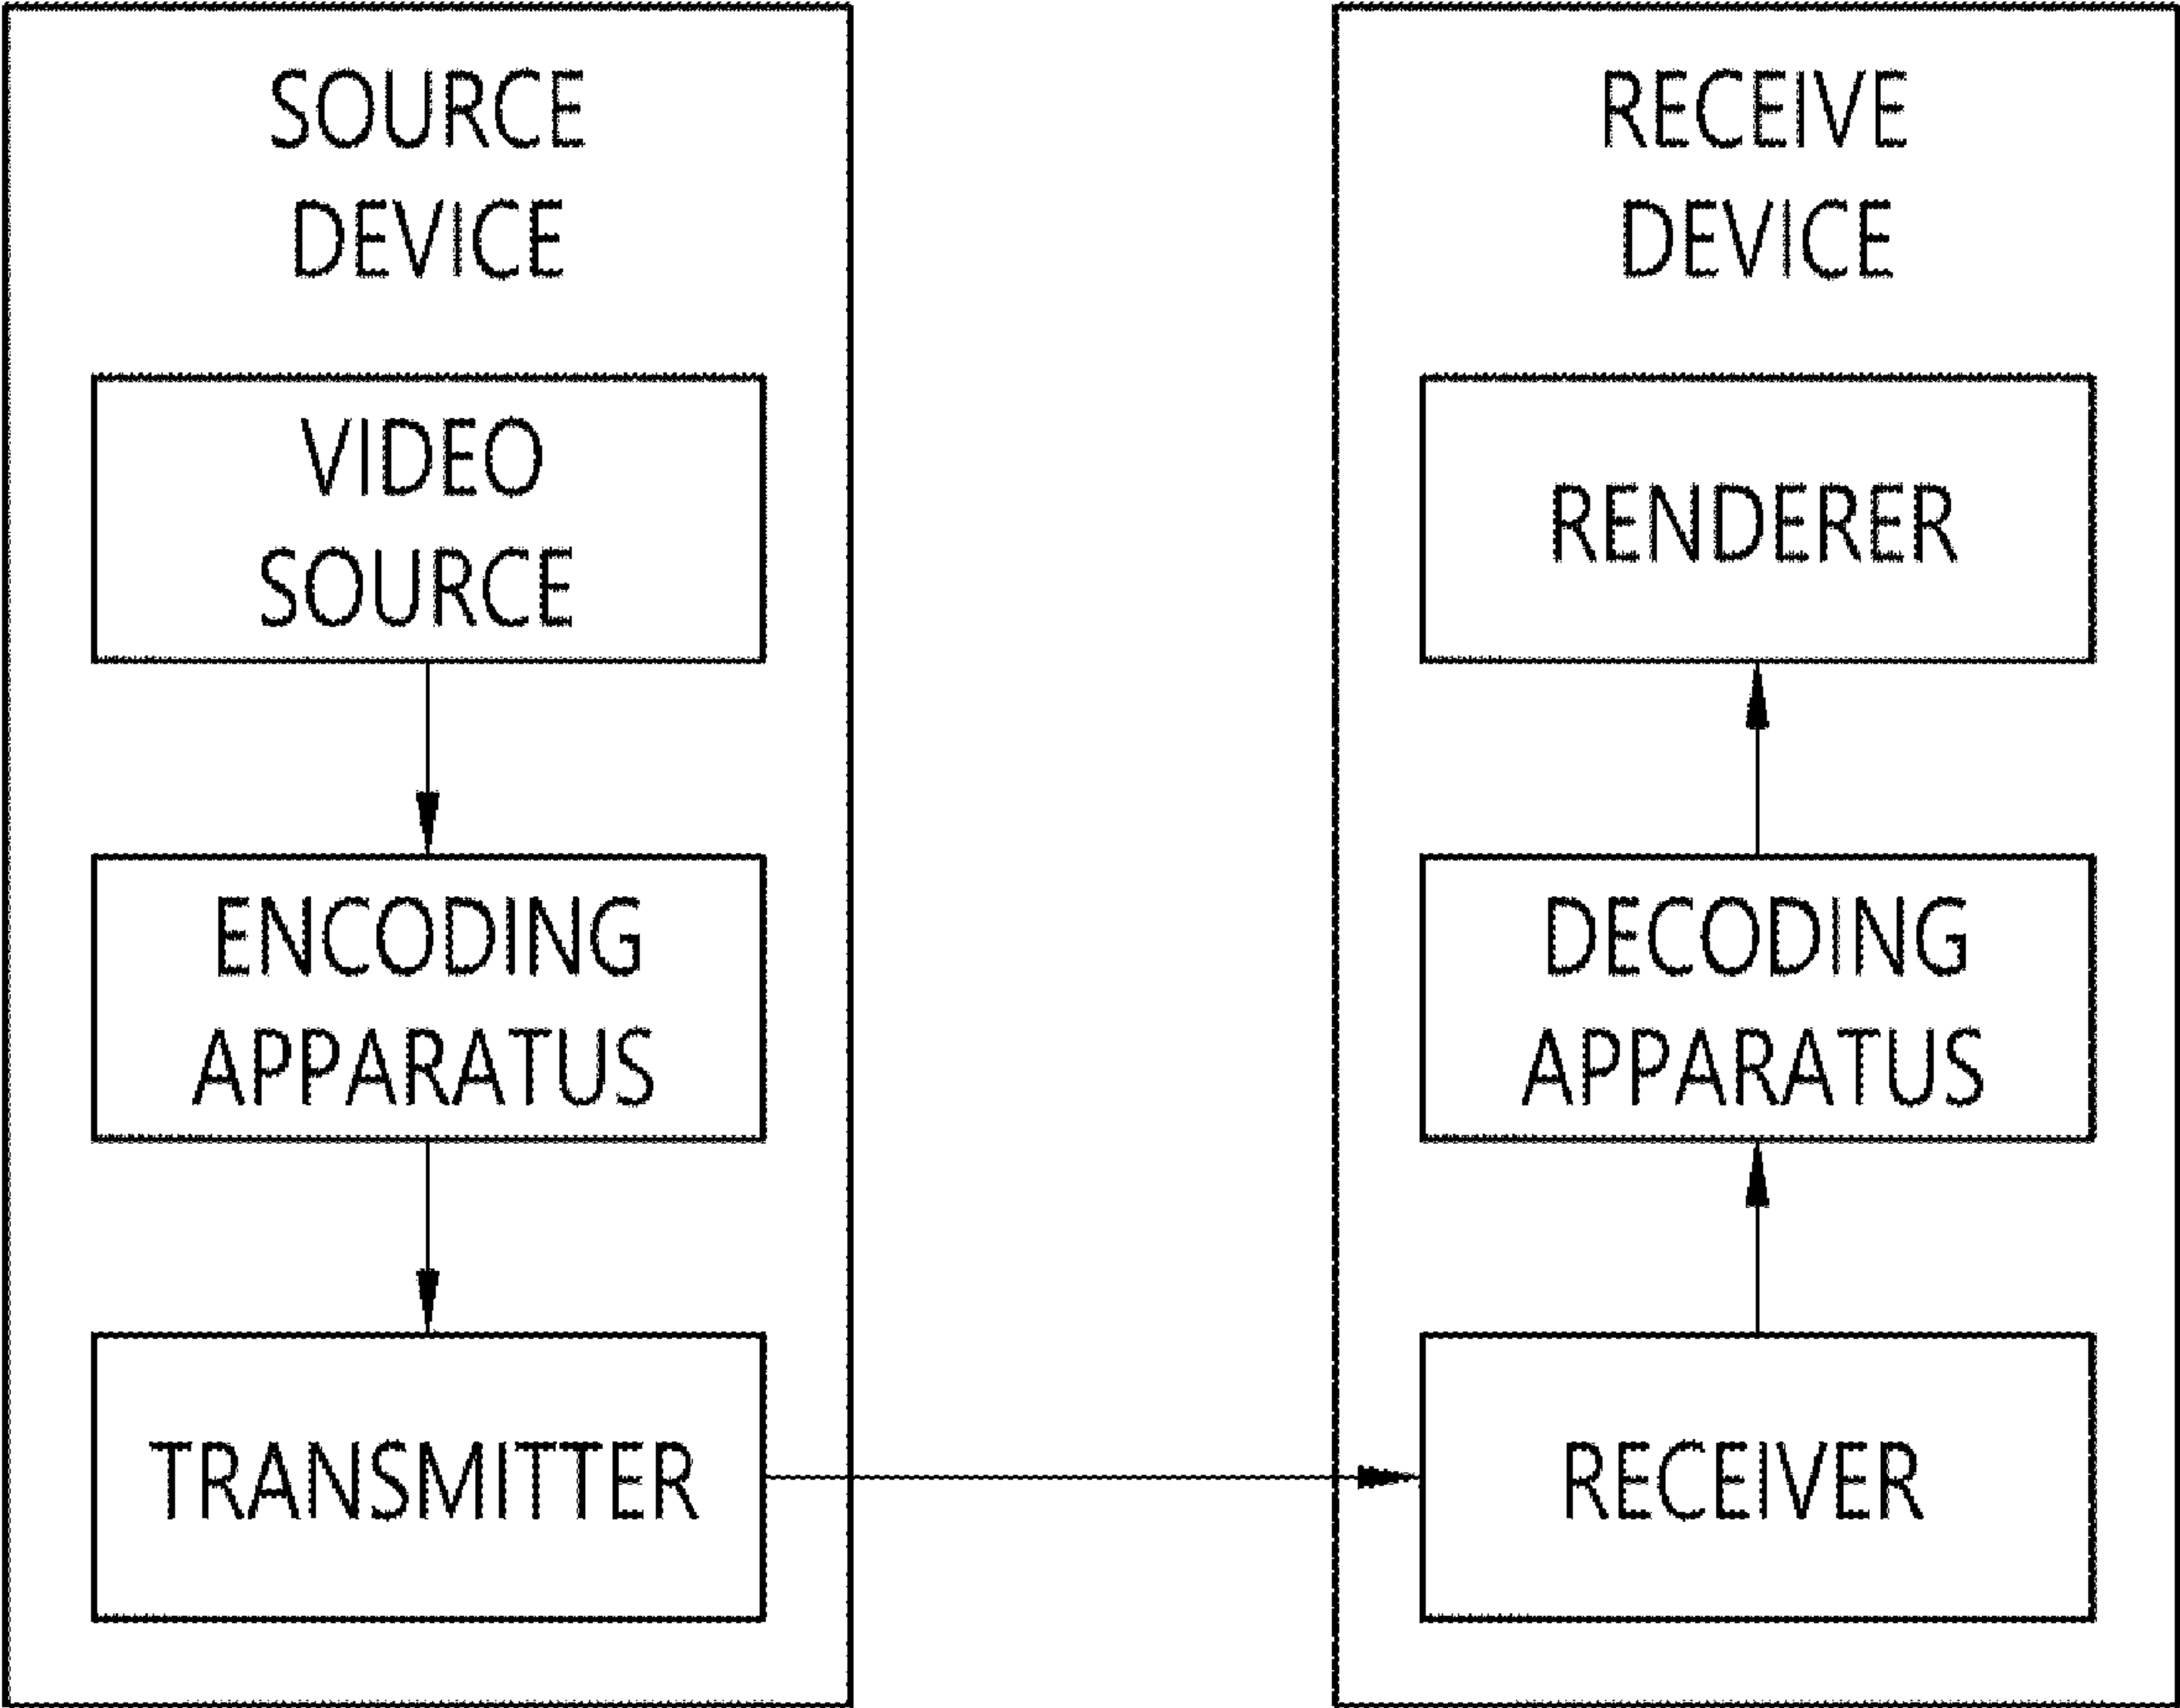 SOURCE
DEVICE
VIDEO
SOURCE
ENCODING
APPARATUS
TRANSMITTER
RECEIVE
DEVICE
RENDERER
DECODING
APPARATUS
RECEIVER